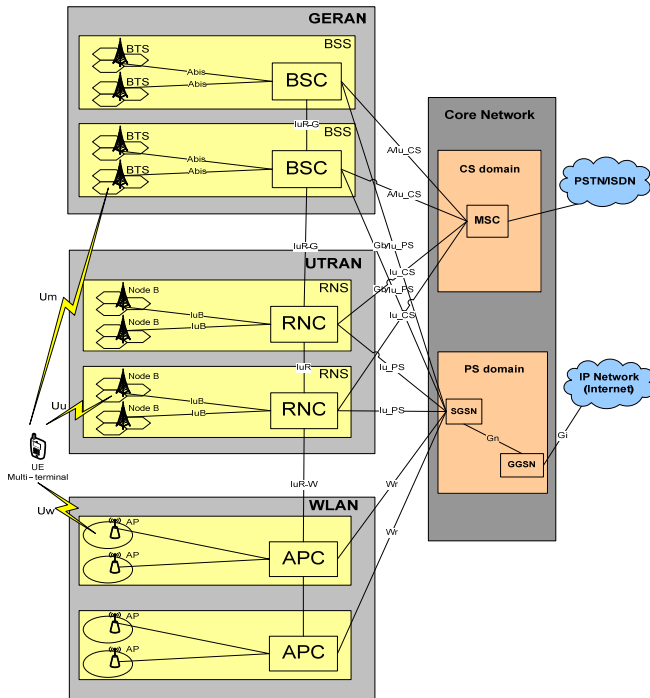 GERAN
BSS
BTS
Abis
BSC
BTS
Abis
IuR-G
BSS
BTS
Abis
BSC
BTS
Abis
IuR-G
Core Network
CS domain
MSC
PSTN/ISDN
A/Iu_CS
A/Iu_CS
Gb/Iu_PS
Iu_CS
Gb/Iu_PS
Iu_CS
UTRAN
RNS
Node B
IuB
RNC
Node B
IuB
IuR
RNS
Node B
IuB
RNC
Node B
IuB
Iu_PS
Iu_PS
PS domain
SGSN
Gn
GGSN
Gi
IP Network
(Internet)
Um
Uu
UE
Multi-terminal
Uw
IuR-W
WLAN
AP
APC
AP
Wr
Wr
AP
APC
AP